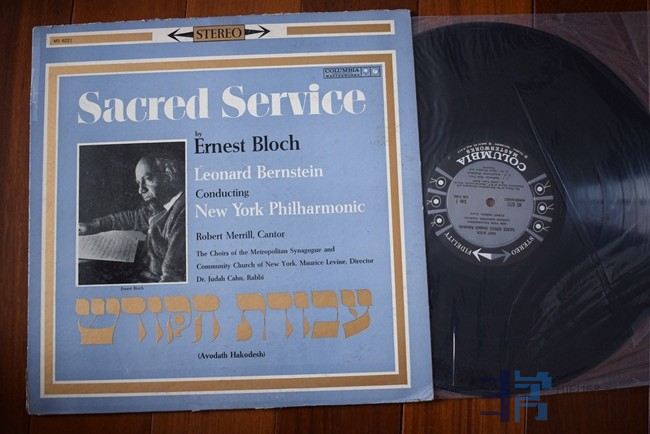 MS 6221
STEREO
COLUMBIA
MASTERWORKS
Sacred Service
by
Ernest Bloch
Leonard Bernstein
Conducting
New York Philharmonic
Robert Merrill, Cantor
The Choirs of the Metropolitan Synagogue and
Community Church of New York, Maurice Levine, Director
Dr. Judah Cahn, Rabbi
Ernest Bloch
עבודת הקודש
(Avodath Hakodesh)
COLUMBIA
MASTERWORKS
FIDELITY